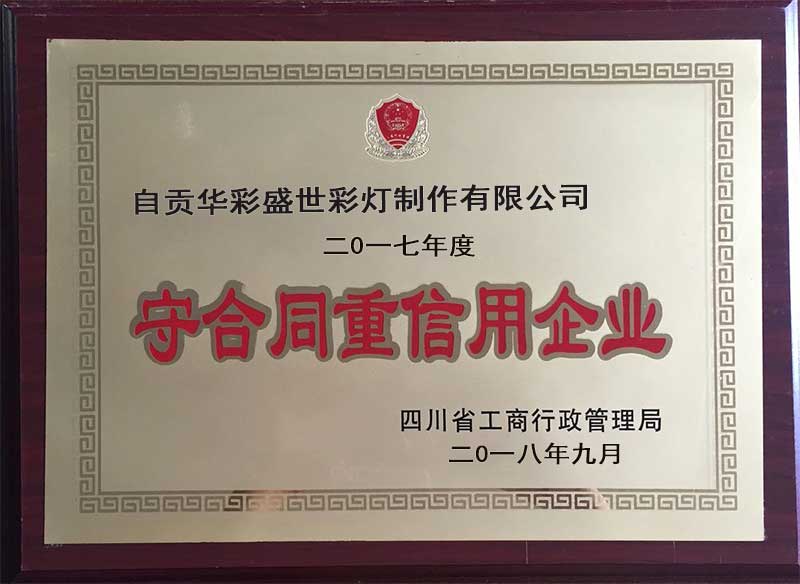 自贡华彩盛世彩灯制作有限公司
二0一七年度
守合同重信用企业
四川省工商行政管理局
二0一八年九月